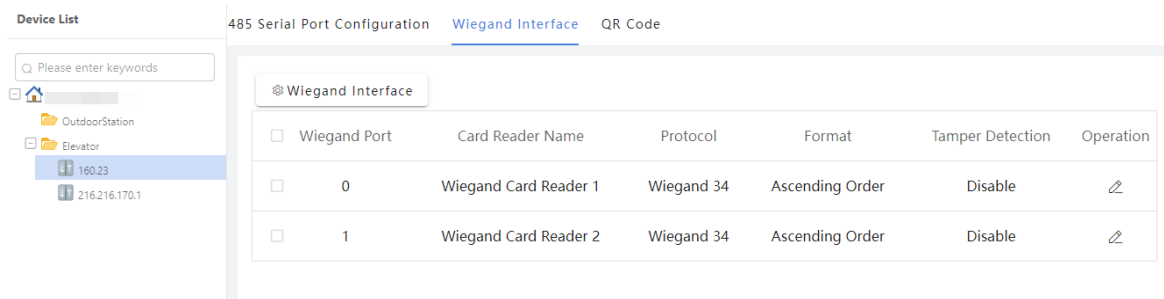 Device List
485 Serial Port Configuration Wiegand Interface QR Code
Please enter keywords
Wiegand Interface
OutdoorStation
Elevator
160.23
216.216.170.1
Wiegand Port Card Reader Name Protocol Format Tamper Detection Operation
0 Wiegand Card Reader 1 Wiegand 34 Ascending Order Disable
1 Wiegand Card Reader 2 Wiegand 34 Ascending Order Disable